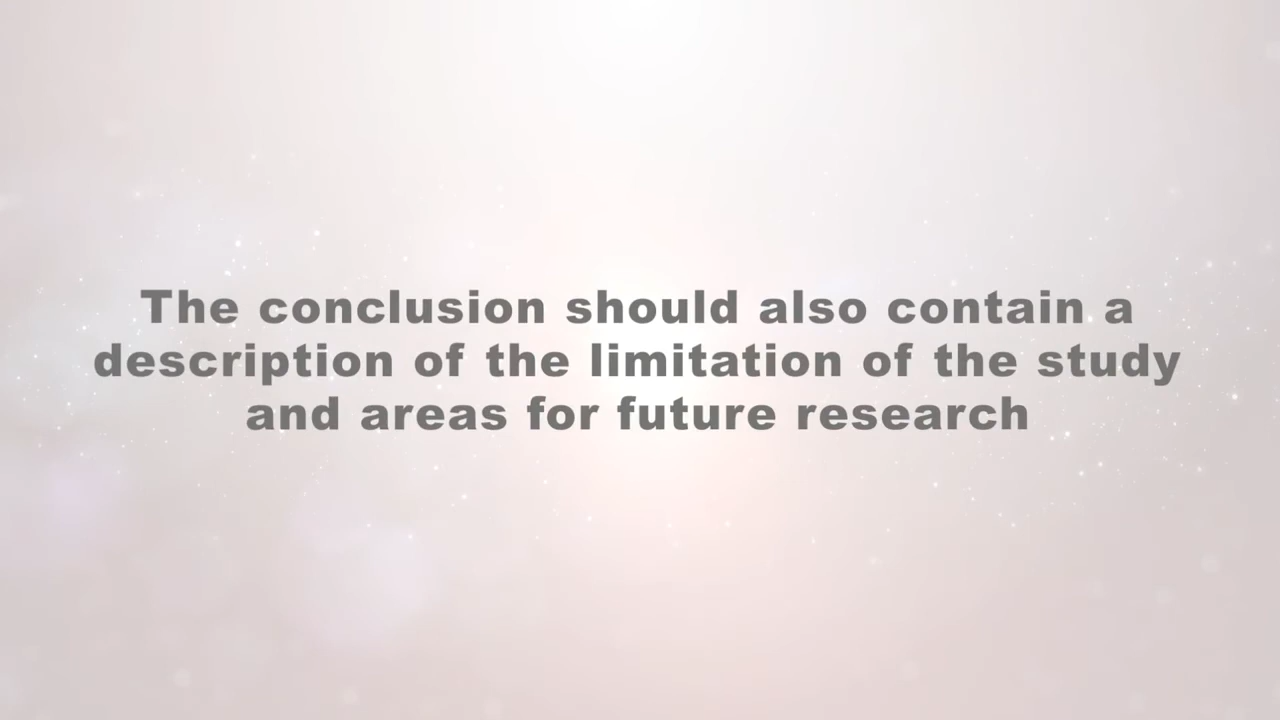 The conclusion should also contain a
description of the limitation of the study
and areas for future research